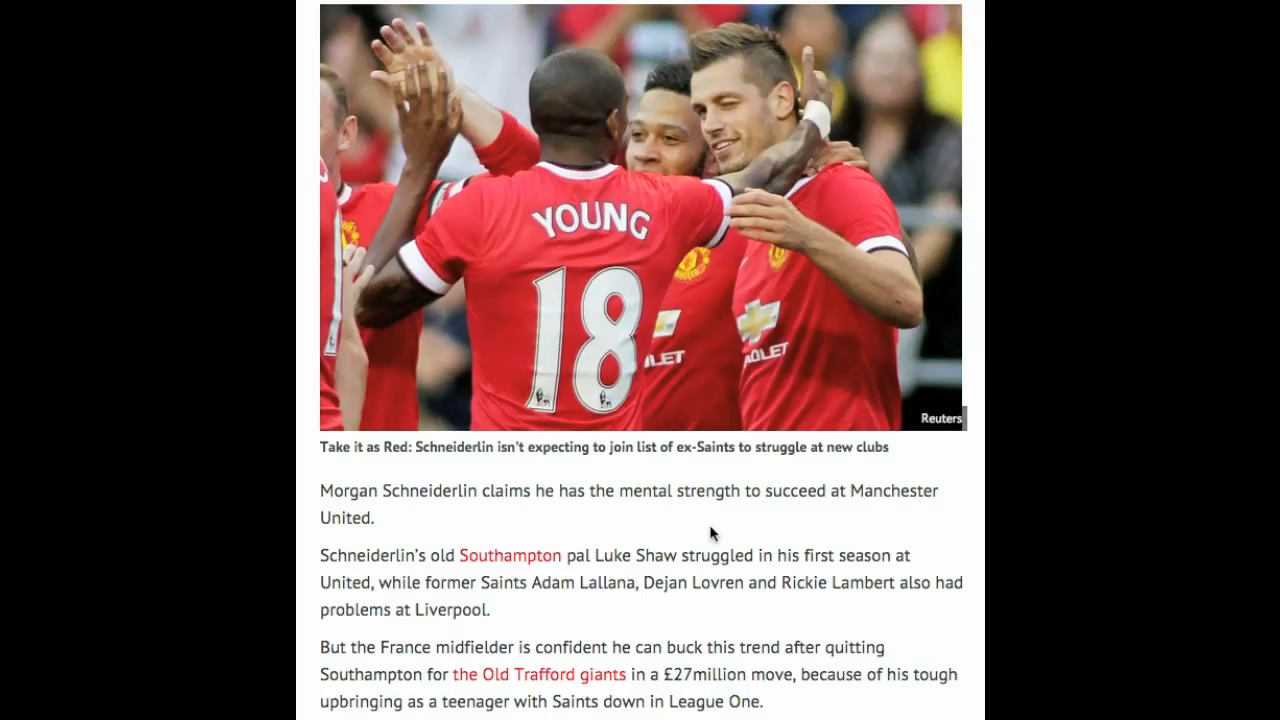 YOUNG
18
LET
OLET
Reuters
Take it as Red: Schneiderlin isn't expecting to join list of ex-Saints to struggle at new clubs
Morgan Schneiderlin claims he has the mental strength to succeed at Manchester
United.
Schneiderlin's old Southampton pal Luke Shaw struggled in his first season at
United, while former Saints Adam Lallana, Dejan Lovren and Rickie Lambert also had
problems at Liverpool.
But the France midfielder is confident he can buck this trend after quitting
Southampton for the Old Trafford giants in a £27million move, because of his tough
upbringing as a teenager with Saints down in League One.